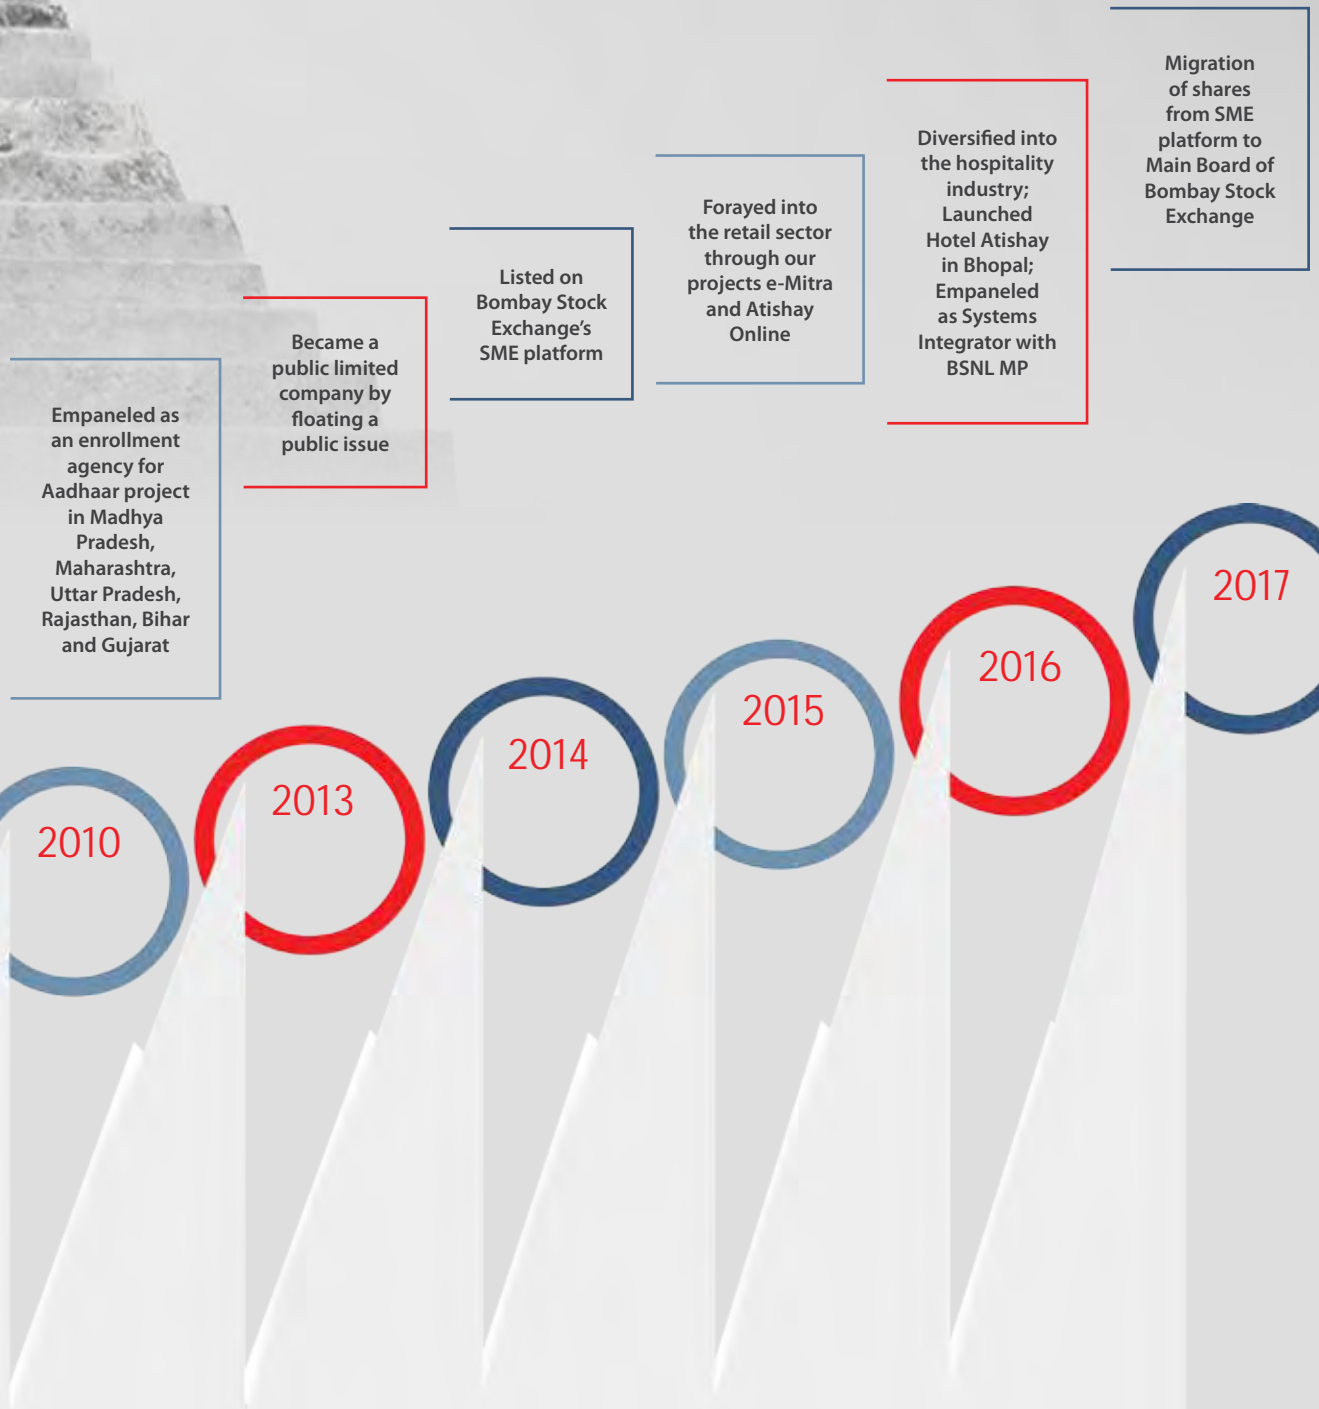 Empaneled as
an enrollment
agency for
Aadhaar project
in Madhya
Pradesh,
Maharashtra,
Uttar Pradesh,
Rajasthan, Bihar
and Gujarat
2010
Became a
public limited
company by
floating a
public issue
2013
Listed on
Bombay Stock
Exchange’s
SME platform
2014
Forayed into
the retail sector
through our
projects e-Mitra
and Atishay
Online
2015
Diversified into
the hospitality
industry;
Launched
Hotel Atishay
in Bhopal;
Empaneled
as Systems
Integrator with
BSNL MP
2016
Migration
of shares
from SME
platform to
Main Board of
Bombay Stock
Exchange
2017